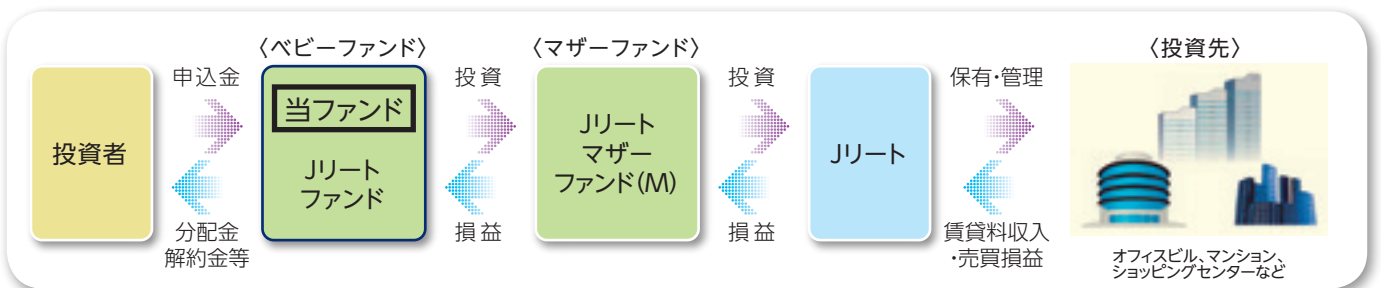 〈ベビーファンド〉
〈マザーファンド〉
〈投資先〉
投資者
申込金
分配金
解約金等
当ファンド
Jリート
ファンド
投資
損益
Jリート
マザー
ファンド(M)
投資
損益
Jリート
保有・管理
賃貸料収入
・売買損益
オフィスビル、マンション、
ショッピングセンターなど